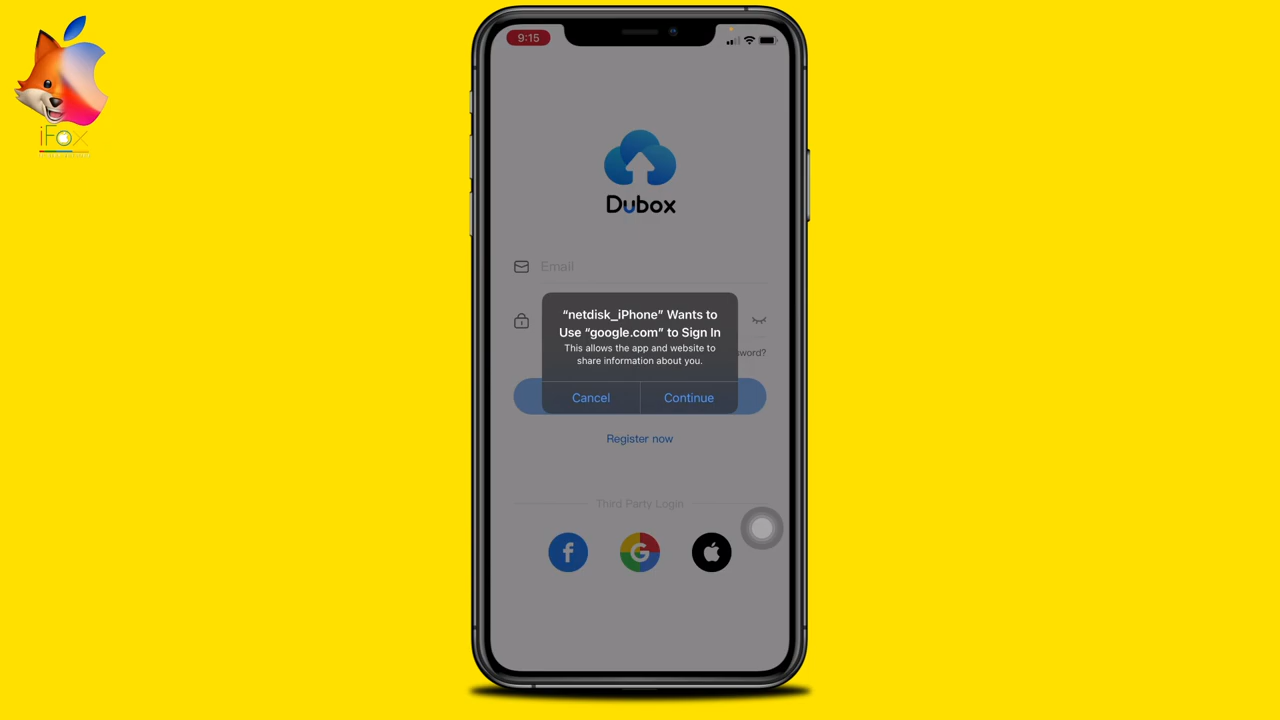 iFox
9:15
Dubox
Email
“netdisk_iPhone” Wants to
Use “google.com” to Sign In
This allows the app and website to
share information about you.
sword?
Cancel Continue
Register now
Third Party Login
f G